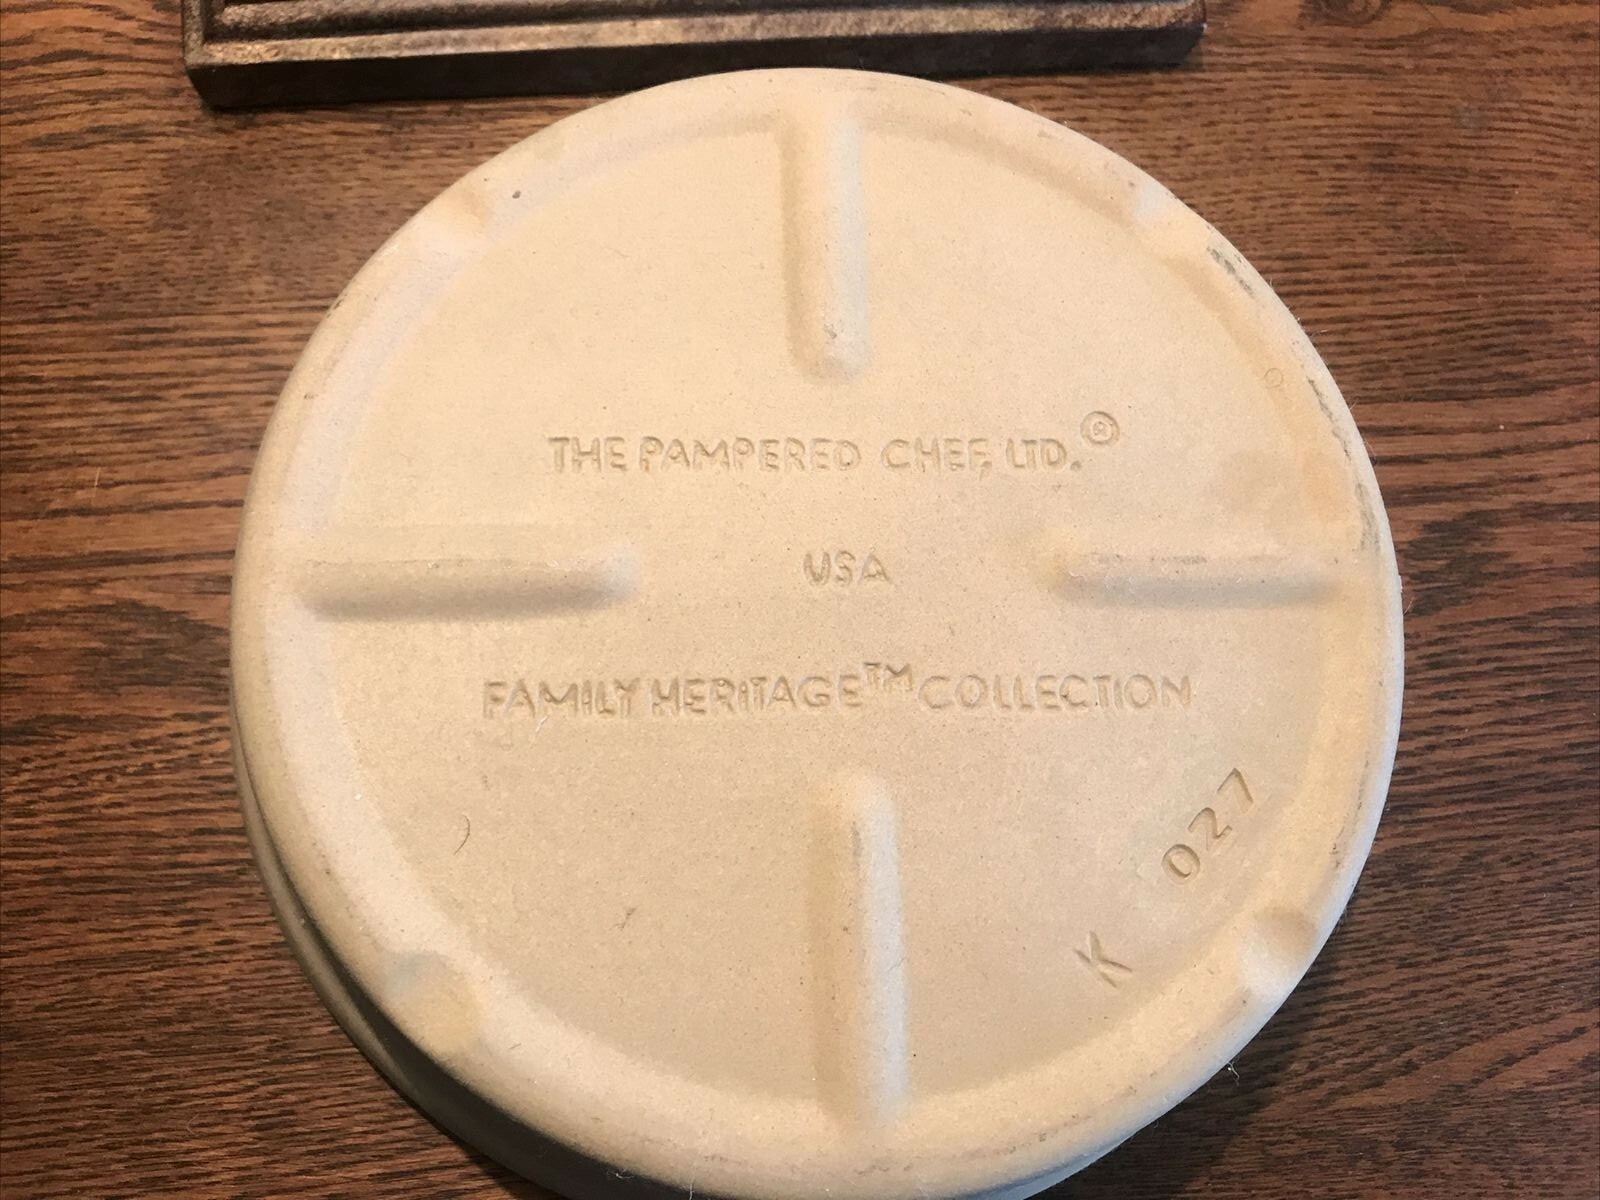 THE PAMPERED CHEF, LTD.®
USA
FAMILY HERITAGE™ COLLECTION
K 027